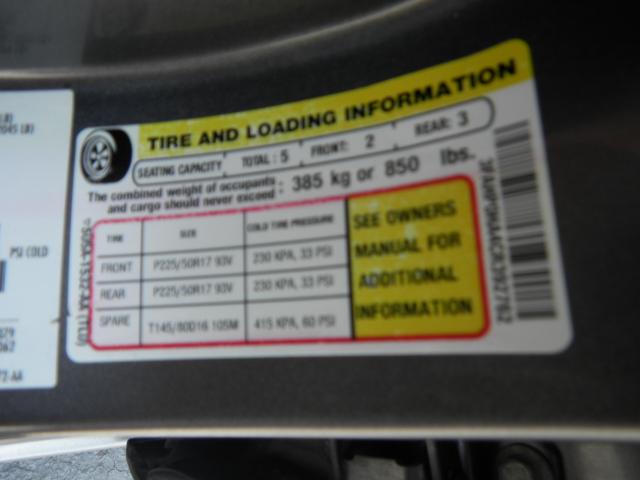 TIRE AND LOADING INFORMATION
SEATING CAPACITY TOTAL : 5 FRONT: 2 REAR: 3
The combined weight of occupants
and cargo should never exceed : 385 kg or 850 lbs.
TIRE SIZE COLD TIRE PRESSURE
FRONT P225/50R17 93V 230 KPA, 33 PSI
REAR P225/50R17 93V 230 KPA, 33 PSI
SPARE T145/80D16 105M 415 KPA, 60 PSI
SEE OWNERS
MANUAL FOR
ADDITIONAL
INFORMATION
PSI COLD